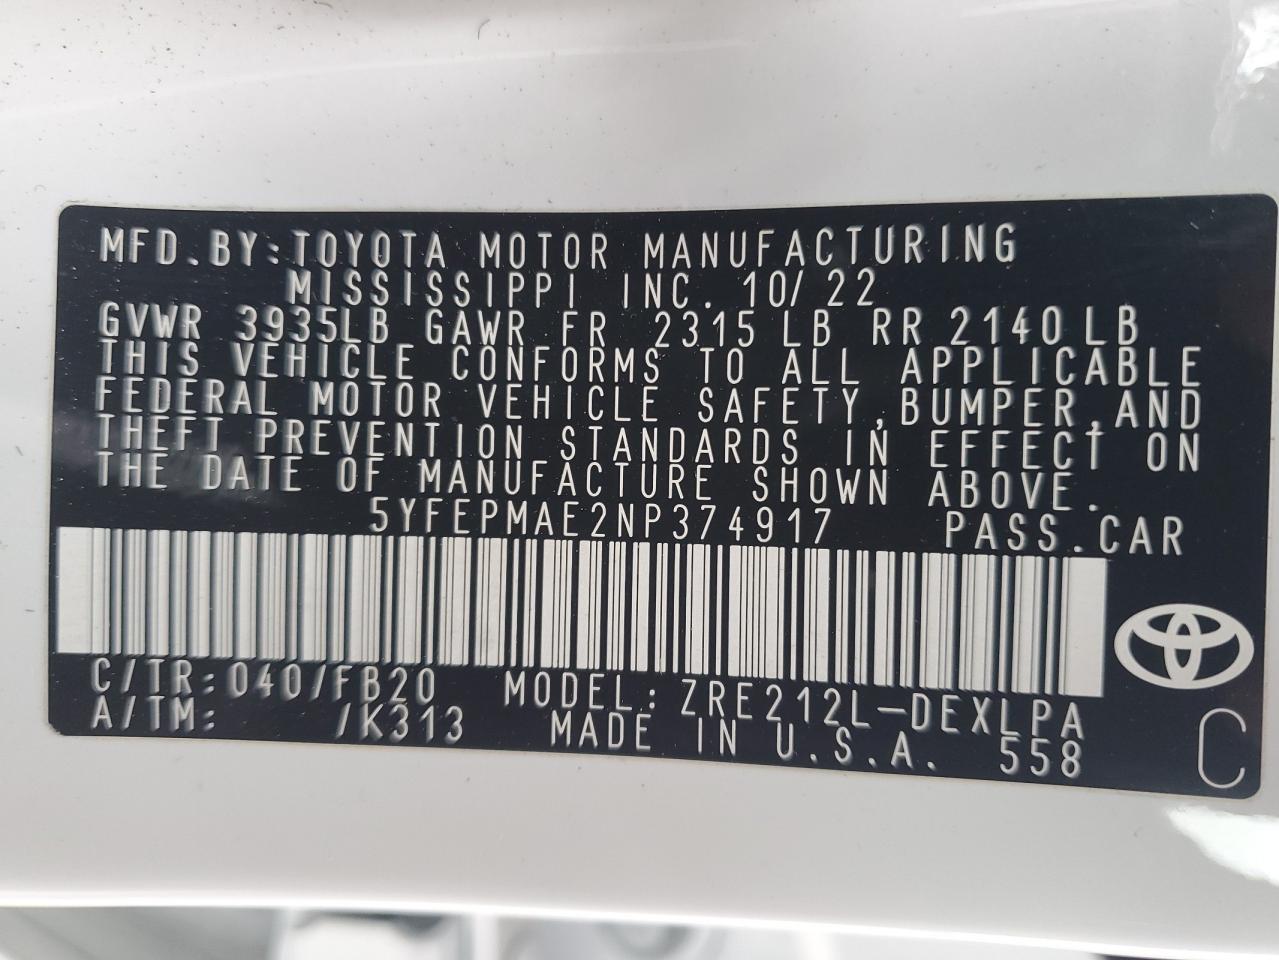 MFD.BY:TOYOTA MOTOR MANUFACTURING
MISSISSIPPI INC. 10/22
GVWR 3935LB GAWR FR 2315 LB RR 2140 LB
THIS VEHICLE CONFORMS TO ALL APPLICABLE
FEDERAL MOTOR VEHICLE SAFETY,BUMPER,AND
THEFT PREVENTION STANDARDS IN EFFECT ON
THE DATE OF MANUFACTURE SHOWN ABOVE.
5YFEPMAE2NP374917 PASS.CAR
C/TR:040/FB20 MODEL:ZRE212L-DEXLPA
A/TM: /K313 MADE IN U.S.A. 558
C